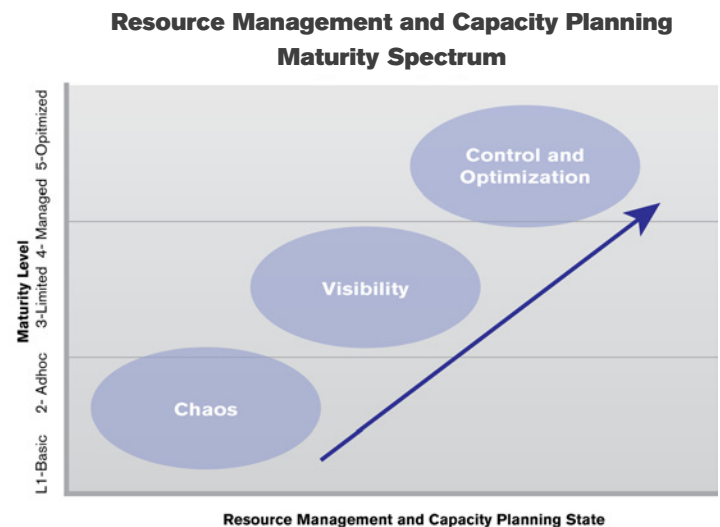 Resource Management and Capacity Planning
Maturity Spectrum
Maturity Level
L1-Basic 2- Adhoc 3-Limited 4- Managed 5-Opitmized
Control and
Optimization
Visibility
Chaos
Resource Management and Capacity Planning State